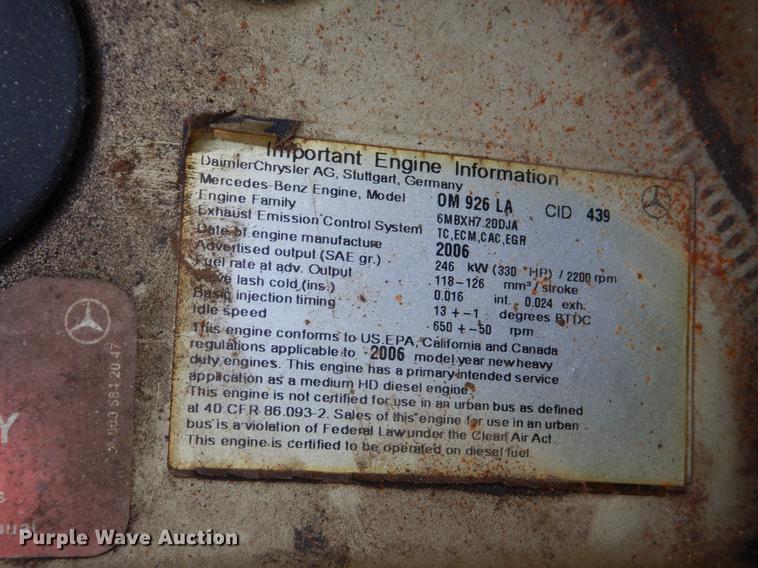 Important Engine Information
DaimlerChrysler AG, Stuttgart, Germany
Mercedes-Benz Engine, Model OM 926 LA CID 439
Engine Family 6MBXH7.20DJA
Exhaust Emission Control System TC,ECM,CAC,EGR
Date of engine manufacture 2006
Advertised output (SAE gr.) 246 kW (330 HP) / 2200 rpm
Fuel rate at adv. Output 118-126 mm³/stroke
lash cold (ins.) 0.016 int. 0.024 exh.
Basic injection timing 13 +-1 degrees BTDC
Idle speed 650 +-50 rpm
This engine conforms to US.EPA, California and Canada
regulations applicable to 2006 model year new heavy
duty engines. This engine has a primary intended service
application as a medium HD diesel engine.
This engine is not certified for use in an urban bus as defined
at 40 CFR 86.093-2. Sales of this engine for use in an urban
bus is a violation of Federal Law under the Clean Air Act.
This engine is certified to be operated on diesel fuel.
Y
Purple Wave Auction